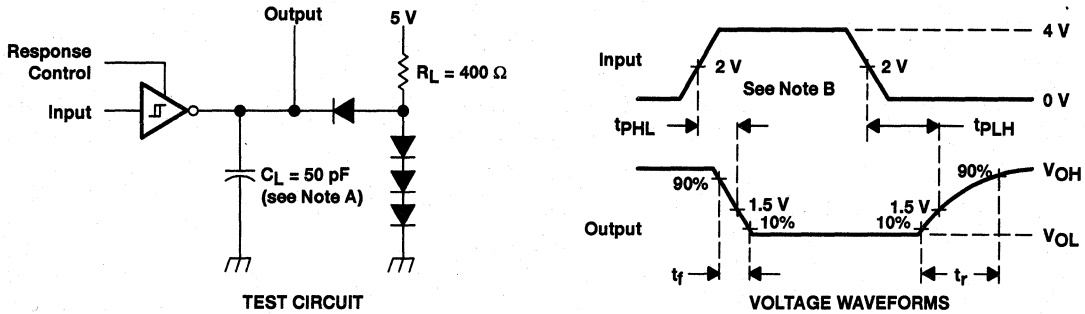 Output
5 V
Response
Control
Input
R_L = 400 Ω
C_L = 50 pF
(see Note A)
TEST CIRCUIT
Input
4 V
2 V
2 V
See Note B
0 V
t_PHL
t_PLH
90%
90%
V_OH
1.5 V
1.5 V
10%
10%
Output
V_OL
t_f
t_r
VOLTAGE WAVEFORMS